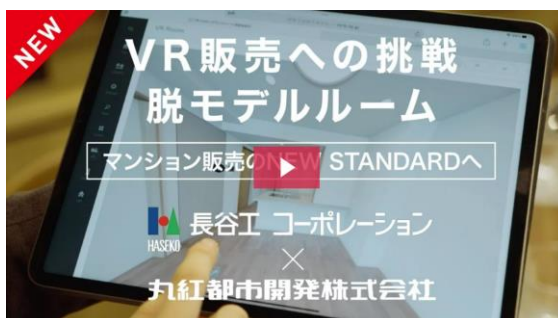 NEW
VR販売への挑戦
脱モデルルーム
マンション販売のNEW STANDARDへ
HASEKO
長谷工 コーポレーション
×
丸紅都市開発株式会社